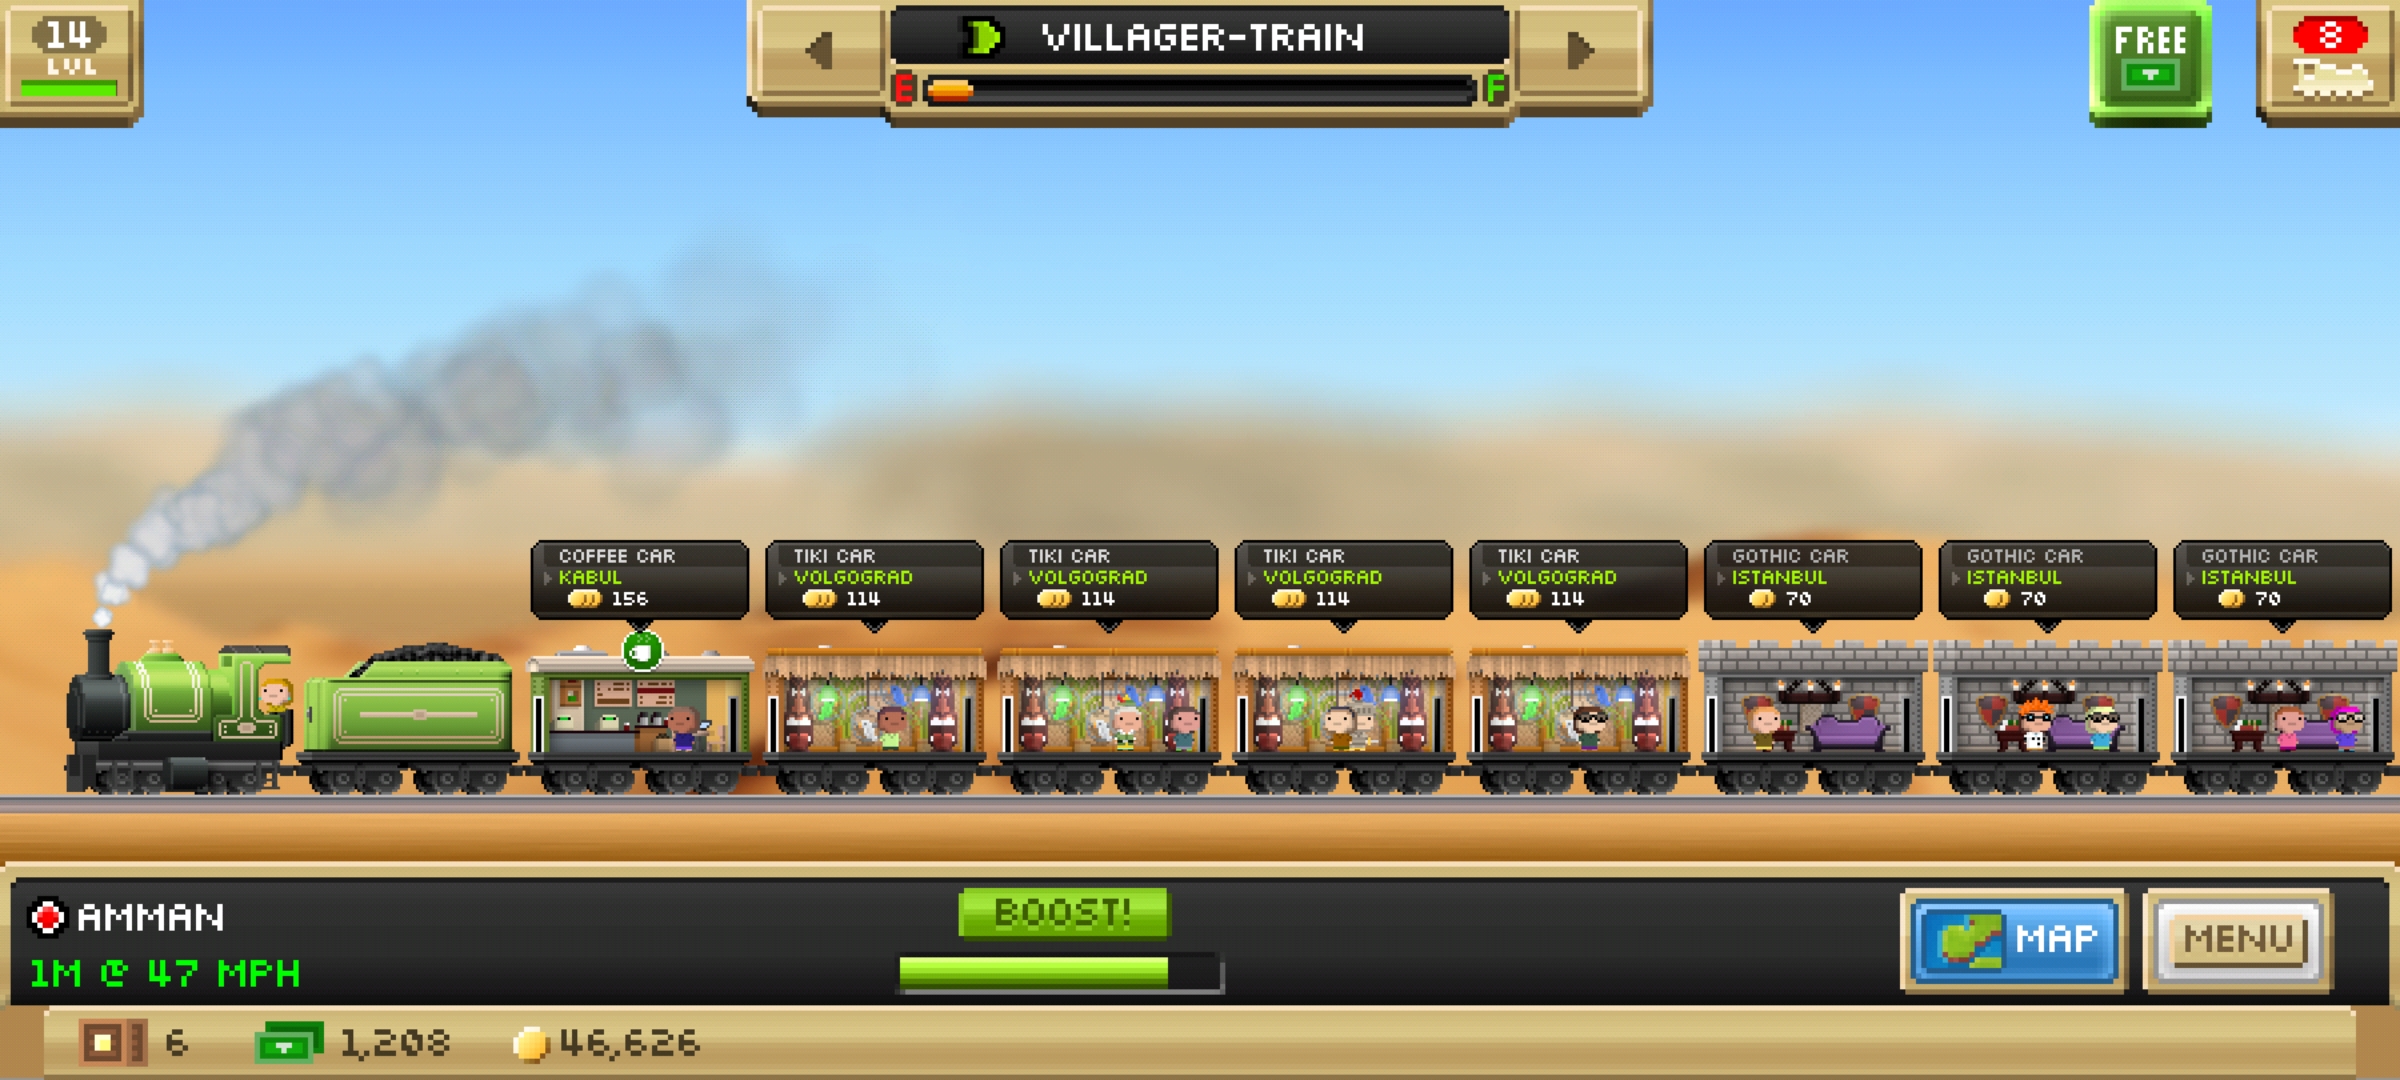 14
LVL
VILLAGER-TRAIN
E F
FREE
8
COFFEE CAR
KABUL
156
TIKI CAR
VOLGOGRAD
114
TIKI CAR
VOLGOGRAD
114
TIKI CAR
VOLGOGRAD
114
TIKI CAR
VOLGOGRAD
114
GOTHIC CAR
ISTANBUL
70
GOTHIC CAR
ISTANBUL
70
GOTHIC CAR
ISTANBUL
70
AMMAN
1M @ 47 MPH
BOOST!
MAP
MENU
6
1,208
46,626